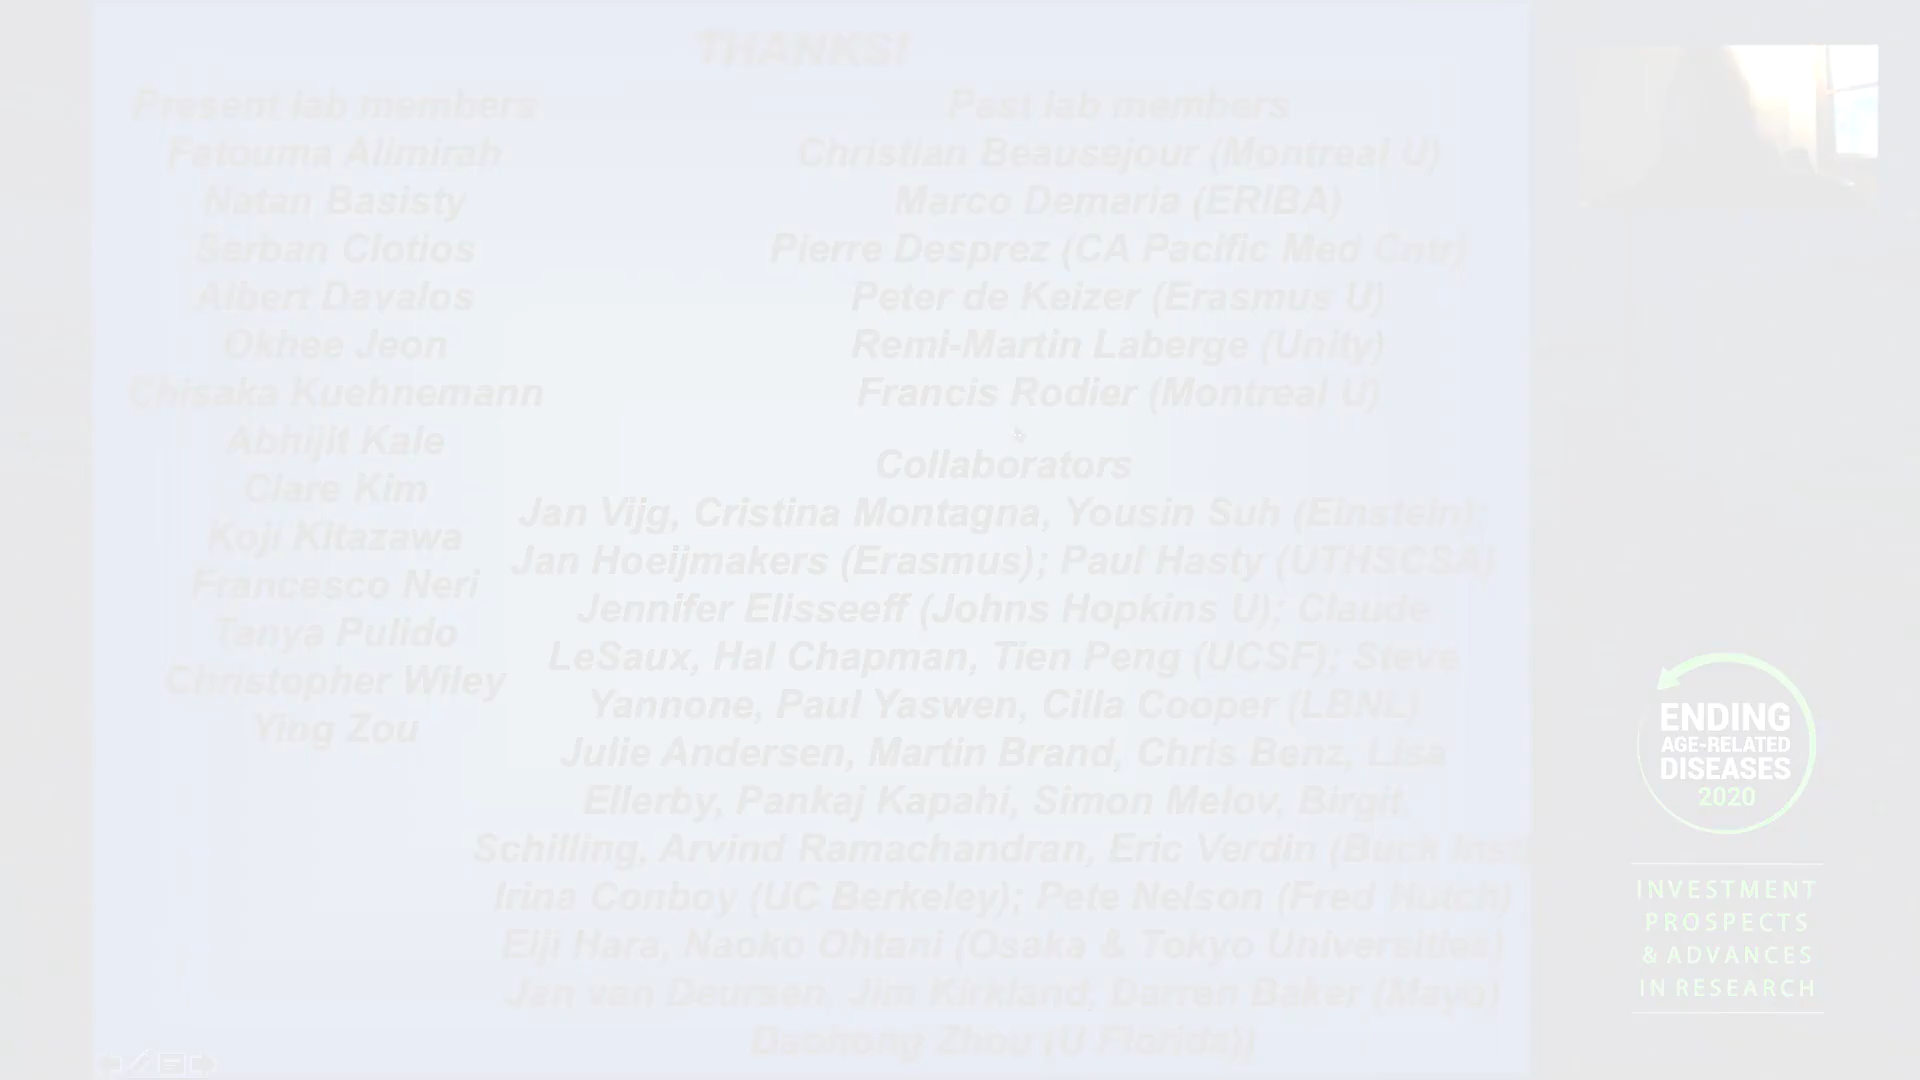 THANKS!
Present lab members
Fatouma Alimirah
Natan Basisty
Serban Clotios
Albert Davalos
Okhee Jeon
Chisaka Kuehnemann
Abhijit Kale
Clare Kim
Koji Kitazawa
Francesco Neri
Tanya Pulido
Christopher Wiley
Ying Zou
Past lab members
Christian Beausejour (Montreal U)
Marco Demaria (ERIBA)
Pierre Desprez (CA Pacific Med Cntr)
Peter de Keizer (Erasmus U)
Remi-Martin Laberge (Unity)
Francis Rodier (Montreal U)
Collaborators
Jan Vijg, Cristina Montagna, Yousin Suh (Einstein);
Jan Hoeijmakers (Erasmus); Paul Hasty (UTHSCSA)
Jennifer Elisseeff (Johns Hopkins U); Claude
LeSaux, Hal Chapman, Tien Peng (UCSF); Steve
Yannone, Paul Yaswen, Cilla Cooper (LBNL)
Julie Andersen, Martin Brand, Chris Benz, Lisa
Ellerby, Pankaj Kapahi, Simon Melov, Birgit
Schilling, Arvind Ramachandran, Eric Verdin (Buck Inst)
Irina Conboy (UC Berkeley); Pete Nelson (Fred Hutch)
Eiji Hara, Naoko Ohtani (Osaka & Tokyo Universities)
Jan van Deursen, Jim Kirkland, Darren Baker (Mayo)
Daohong Zhou (U Florida))
ENDING
AGE-RELATED
DISEASES
2020
INVESTMENT
PROSPECTS
& ADVANCES
IN RESEARCH